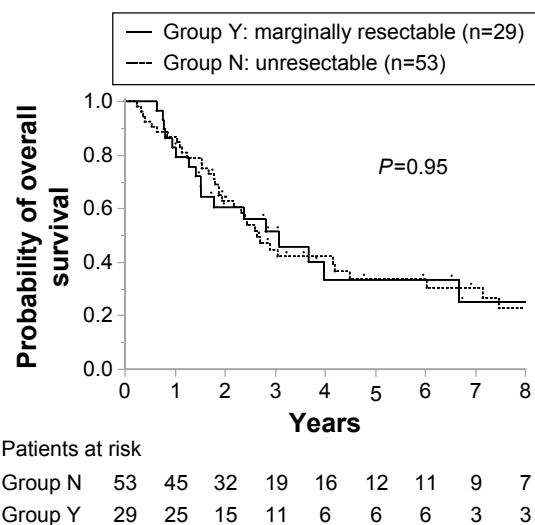 Group Y: marginally resectable (n=29)
Group N: unresectable (n=53)
Probability of overall
survival
1.0
0.8
0.6
0.4
0.2
0.0
P=0.95
0 1 2 3 4 5 6 7 8
Years
Patients at risk
Group N 53 45 32 19 16 12 11 9 7
Group Y 29 25 15 11 6 6 6 3 3